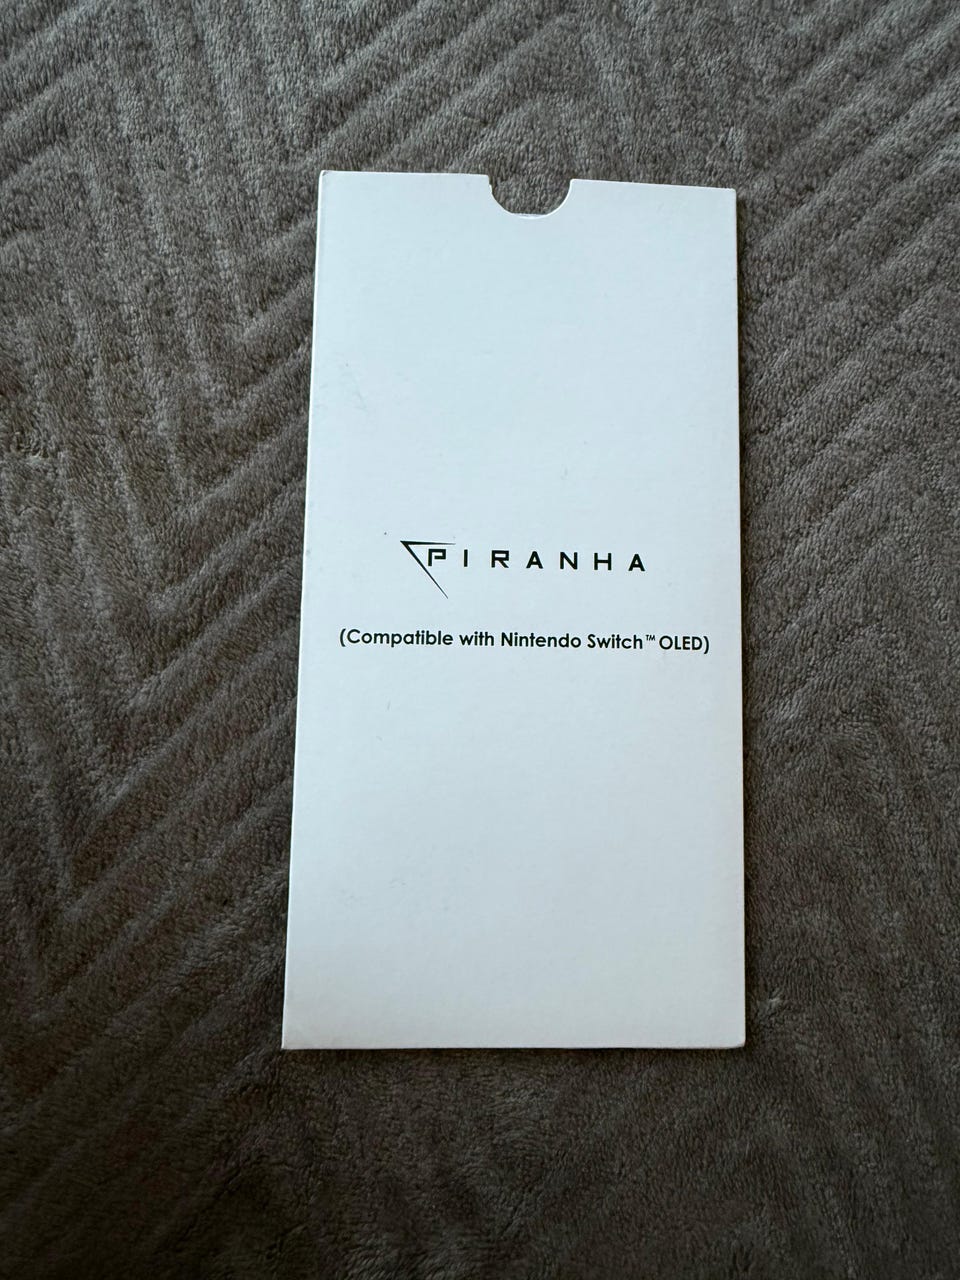 PIRANHA
(Compatible with Nintendo Switch™ OLED)